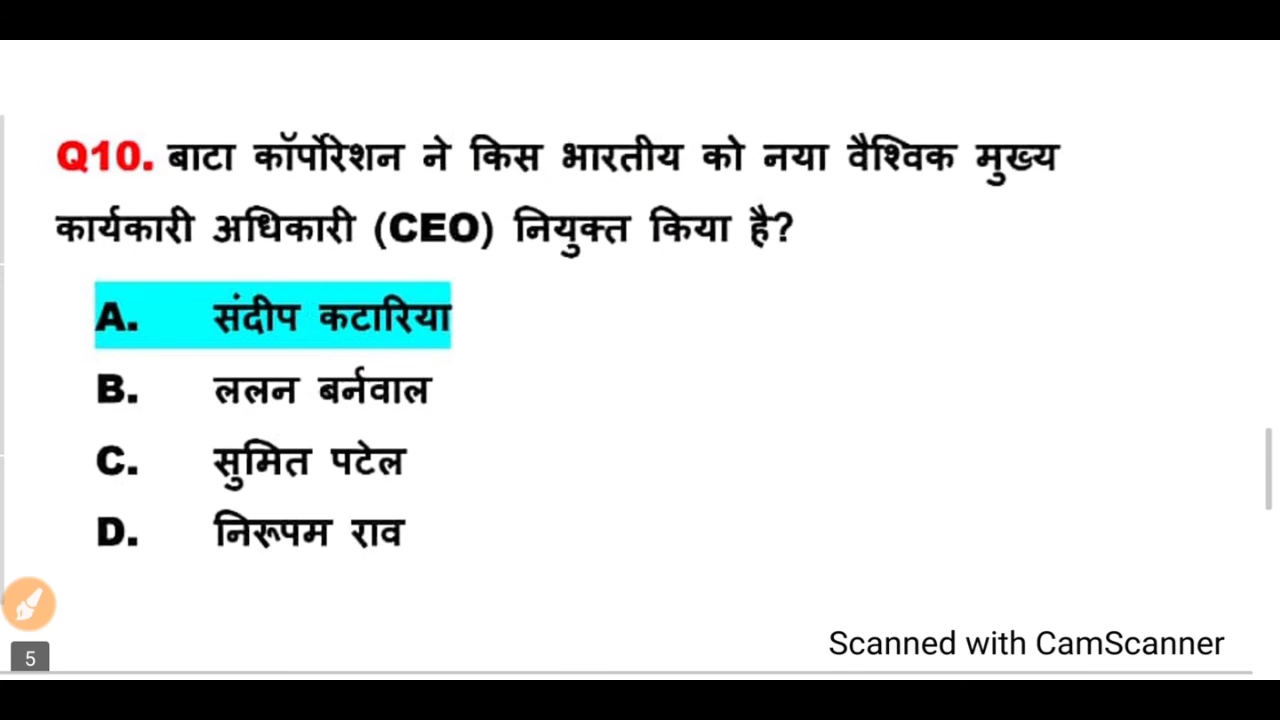 Q10. बाटा कॉर्पोरेशन ने किस भारतीय को नया वैश्विक मुख्य
कार्यकारी अधिकारी (CEO) नियुक्त किया है?
A. संदीप कटारिया
B. ललन बर्नवाल
C. सुमित पटेल
D. निरूपम राव
Scanned with CamScanner
5